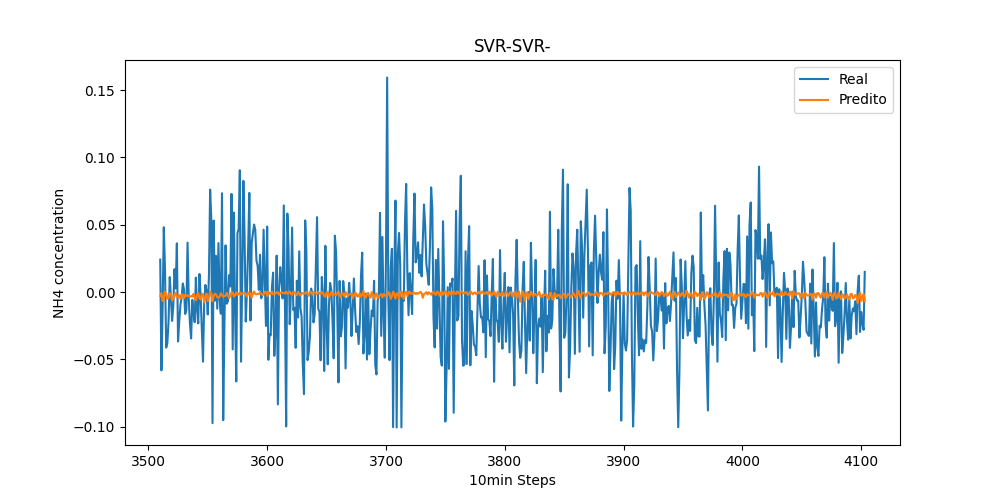 SVR-SVR-
Real
Predito
0.15
0.10
0.05
0.00
−0.05
−0.10
NH4 concentration
3500 3600 3700 3800 3900 4000 4100
10min Steps